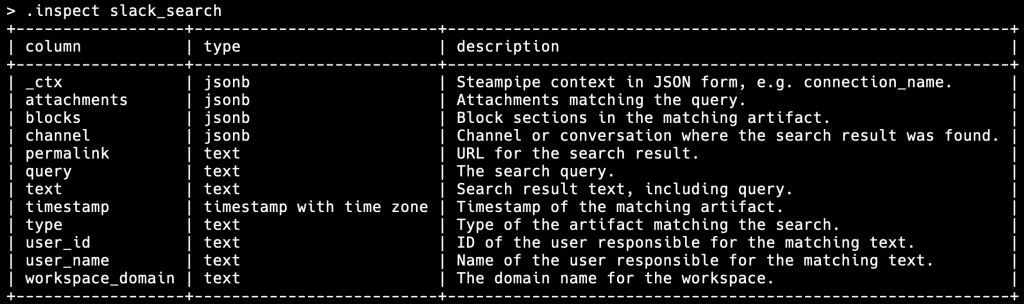 > .inspect slack_search
+------------------+--------------------------+-------------------------------------------------------------+
| column           | type                     | description                                                 |
+------------------+--------------------------+-------------------------------------------------------------+
| _ctx             | jsonb                    | Steampipe context in JSON form, e.g. connection_name.       |
| attachments      | jsonb                    | Attachments matching the query.                             |
| blocks           | jsonb                    | Block sections in the matching artifact.                    |
| channel          | jsonb                    | Channel or conversation where the search result was found. |
| permalink        | text                     | URL for the search result.                                  |
| query            | text                     | The search query.                                           |
| text             | text                     | Search result text, including query.                        |
| timestamp        | timestamp with time zone | Timestamp of the matching artifact.                         |
| type             | text                     | Type of the artifact matching the search.                   |
| user_id          | text                     | ID of the user responsible for the matching text.           |
| user_name        | text                     | Name of the user responsible for the matching text.         |
| workspace_domain | text                     | The domain name for the workspace.                          |
+------------------+--------------------------+-------------------------------------------------------------+